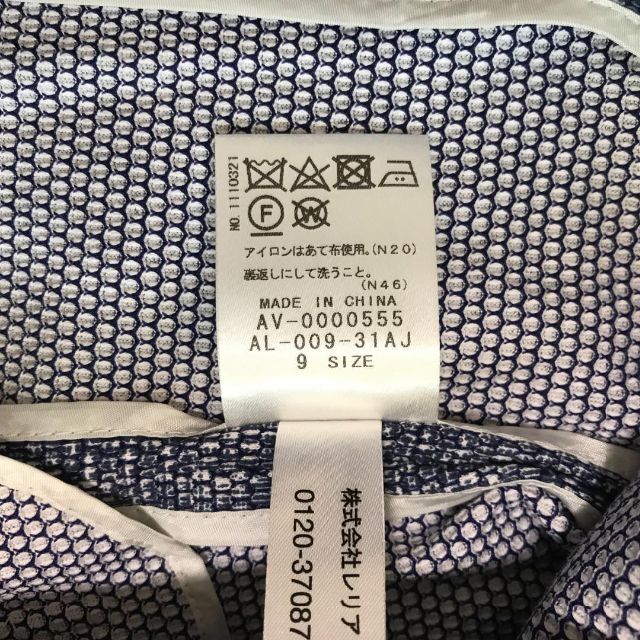 NO.1110321
F
W
アイロンはあて布使用。(N20)
裏返しにして洗うこと。
(N46)
MADE IN CHINA
AV-0000555
AL-009-31AJ
9 SIZE
株式会社レリア
0120-37087